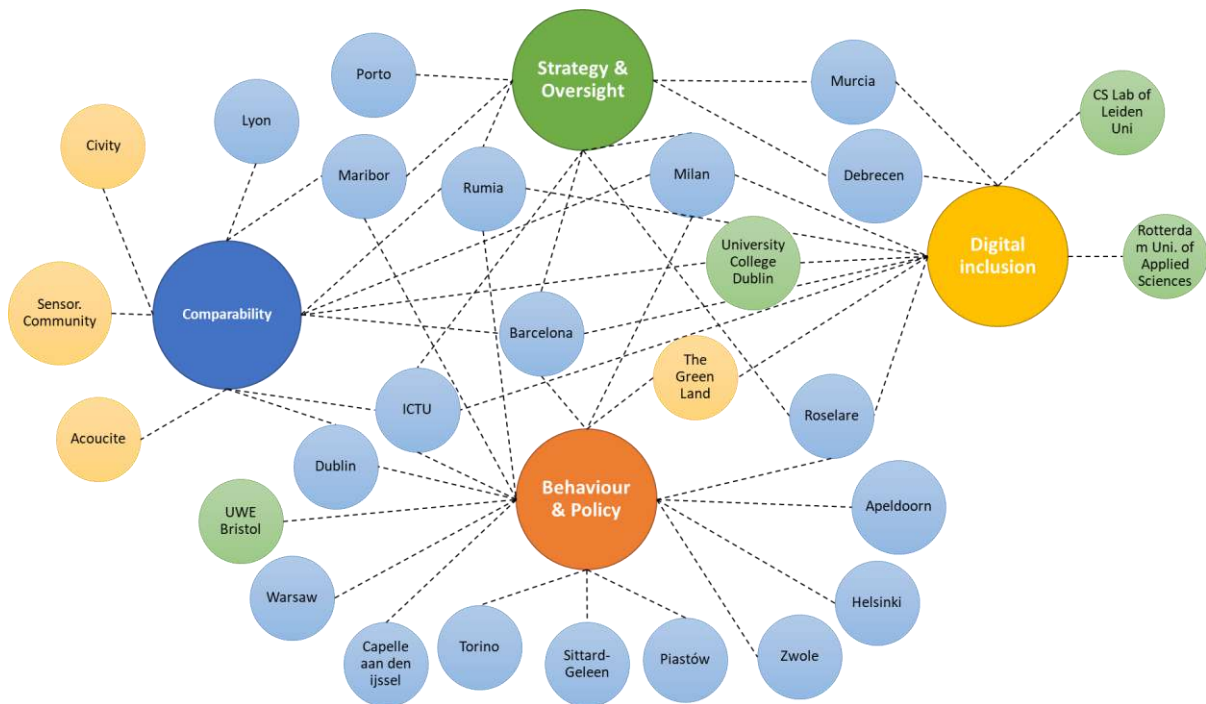 Porto
Strategy &
Oversight
Murcia
CS Lab of
Leiden
Uni
Civity
Lyon
Maribor
Rumia
Milan
Debrecen
University
College
Dublin
Digital
inclusion
Rotterda
m Uni. of
Applied
Sciences
Sensor.
Community
Comparability
Barcelona
The
Green
Land
Acoucite
ICTU
Roselare
Dublin
Behaviour
& Policy
UWE
Bristol
Apeldoorn
Warsaw
Helsinki
Capelle
aan den
ijssel
Torino
Sittard-
Geleen
Piastów
Zwole